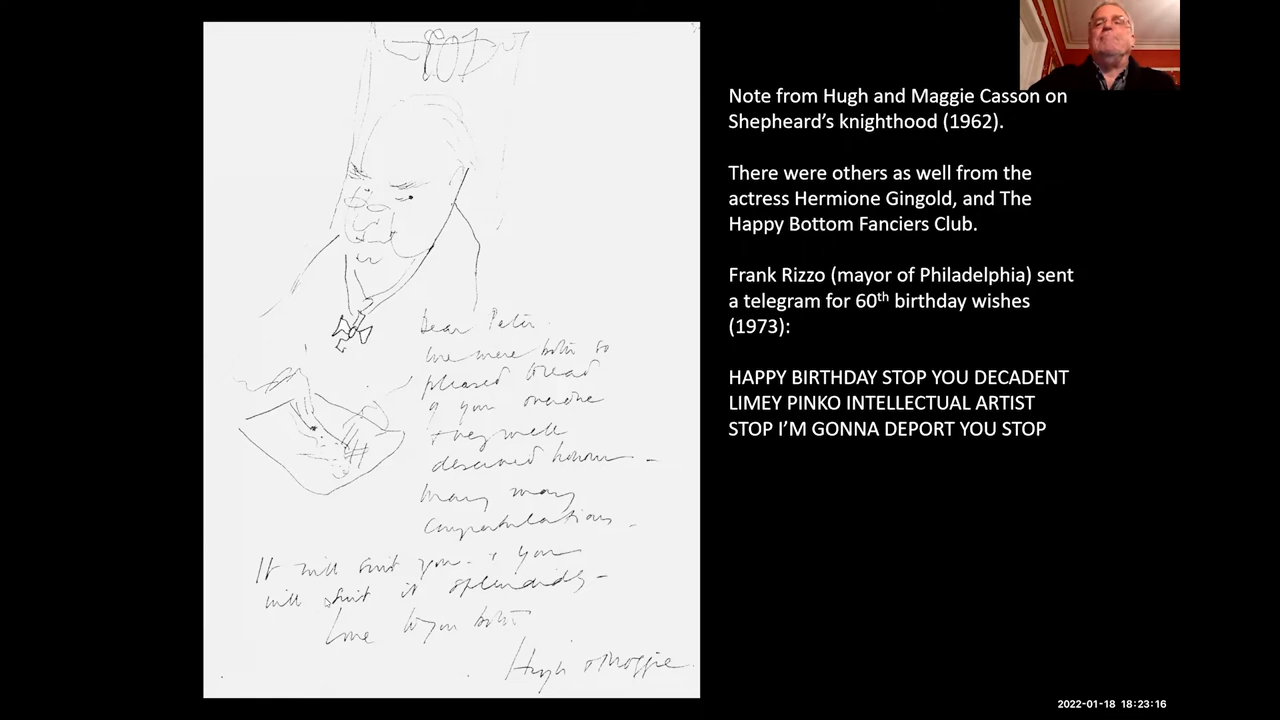 Note from Hugh and Maggie Casson on
Shepheard’s knighthood (1962).
There were others as well from the
actress Hermione Gingold, and The
Happy Bottom Fanciers Club.
Frank Rizzo (mayor of Philadelphia) sent
a telegram for 60th birthday wishes
(1973):
HAPPY BIRTHDAY STOP YOU DECADENT
LIMEY PINKO INTELLECTUAL ARTIST
STOP I’M GONNA DEPORT YOU STOP
Dear Peter.
we were both so
pleased to read
of your
well
deserved honour -
many many
congratulations -
It will suit you - + you
will suit it splendidly -
Love to you both
Hugh + Maggie.
2022-01-18 18:23:16